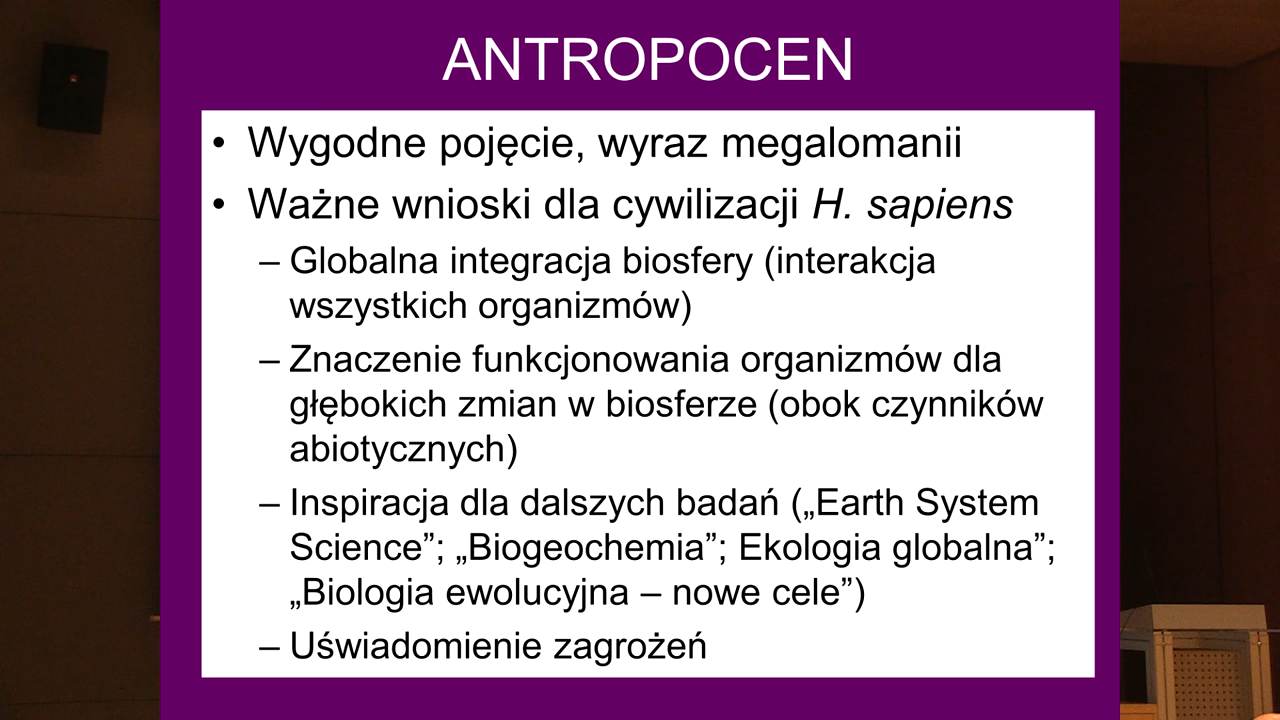 ANTROPOCEN
• Wygodne pojęcie, wyraz megalomanii
• Ważne wnioski dla cywilizacji H. sapiens
– Globalna integracja biosfery (interakcja
wszystkich organizmów)
– Znaczenie funkcjonowania organizmów dla
głębokich zmian w biosferze (obok czynników
abiotycznych)
– Inspiracja dla dalszych badań („Earth System
Science”; „Biogeochemia”; Ekologia globalna”;
„Biologia ewolucyjna – nowe cele”)
– Uświadomienie zagrożeń